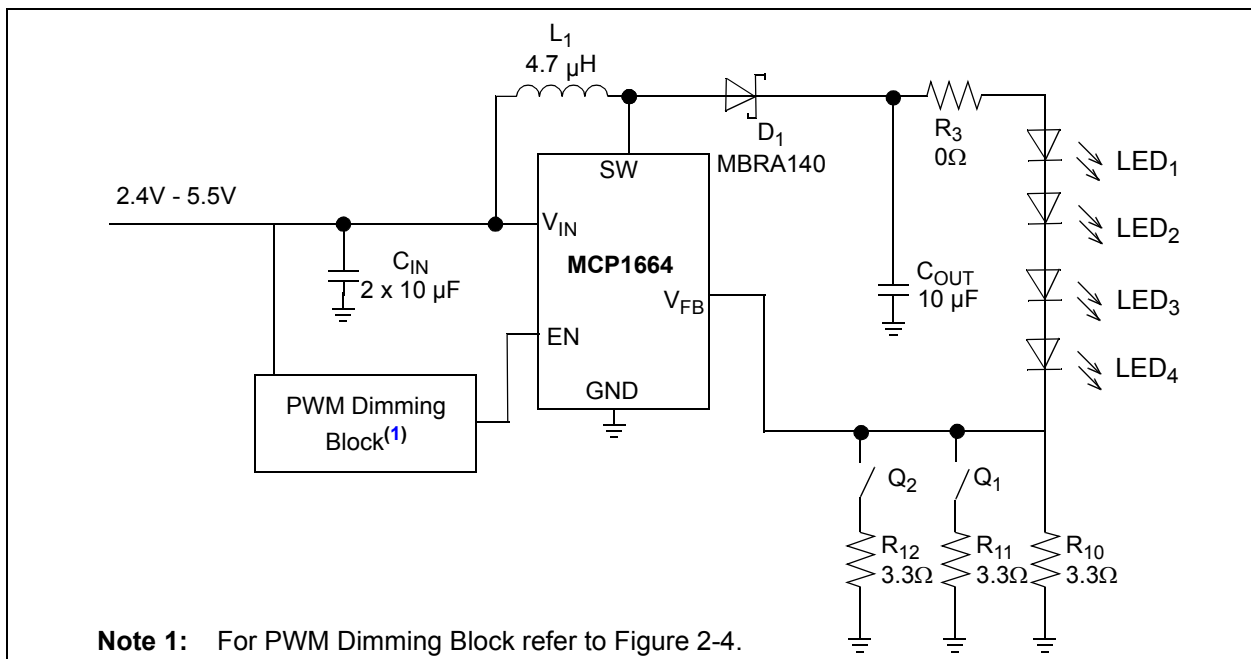 L1
4.7 µH
D1
MBRA140
R3
0Ω
LED1
LED2
LED3
LED4
SW
2.4V - 5.5V
VIN
MCP1664
CIN
2 x 10 µF
VFB
COUT
10 µF
EN
GND
PWM Dimming
Block(1)
Q2
Q1
R12
3.3Ω
R11
3.3Ω
R10
3.3Ω
Note 1: For PWM Dimming Block refer to Figure 2-4.